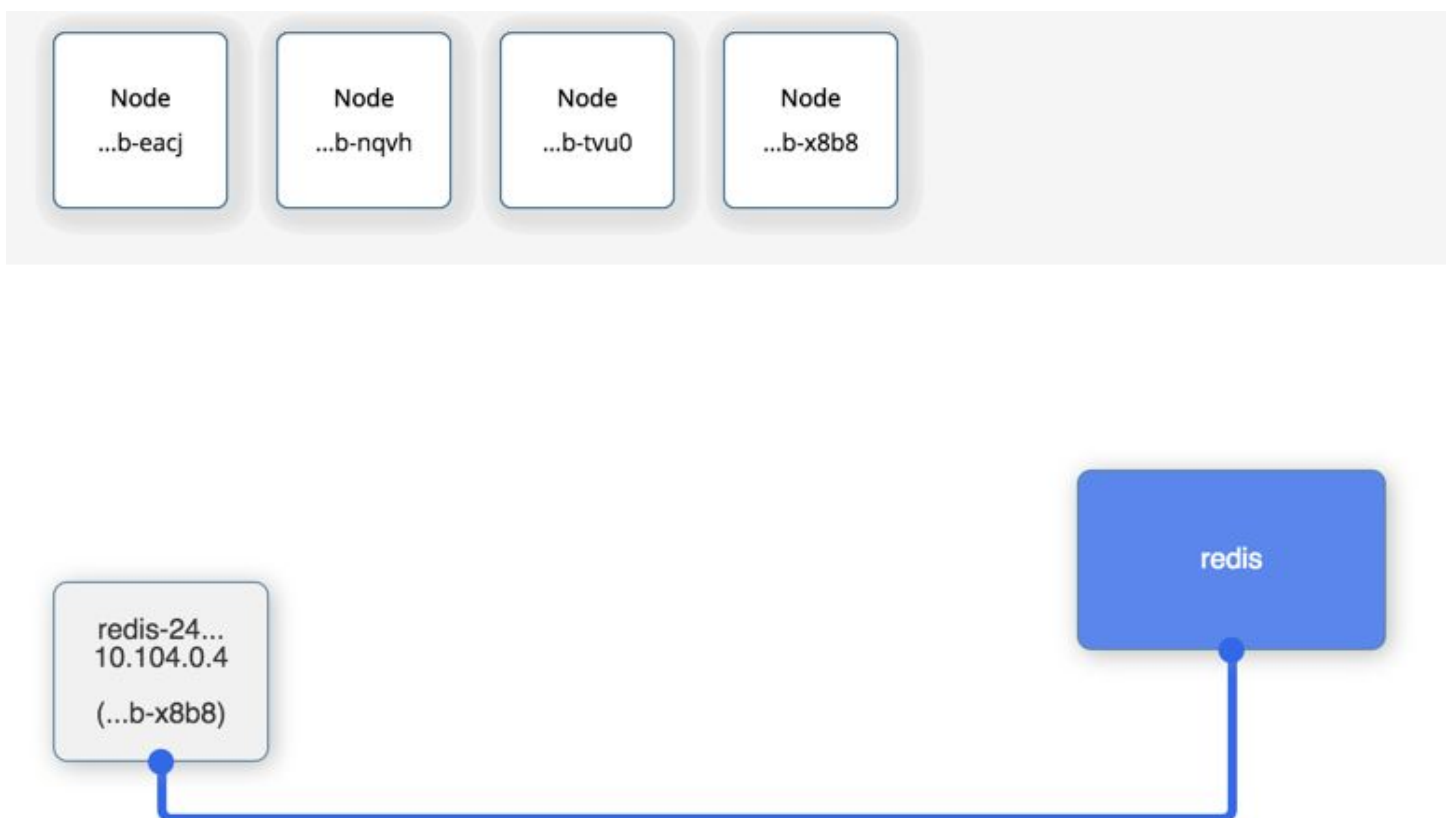 Node
...b-eacj
Node
...b-nqvh
Node
...b-tvu0
Node
...b-x8b8
redis
redis-24...
10.104.0.4
(...b-x8b8)